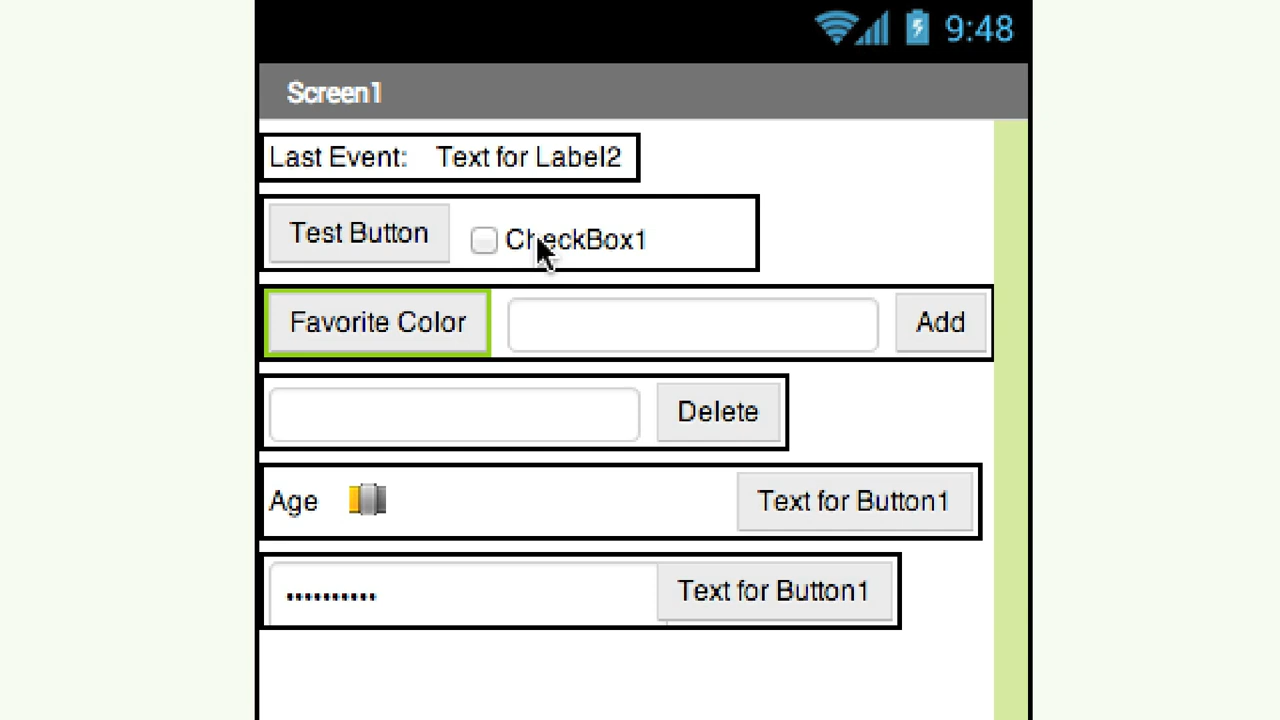 9:48
Screen1
Last Event: Text for Label2
Test Button CheckBox1
Favorite Color Add
Delete
Age Text for Button1
•••••••••• Text for Button1